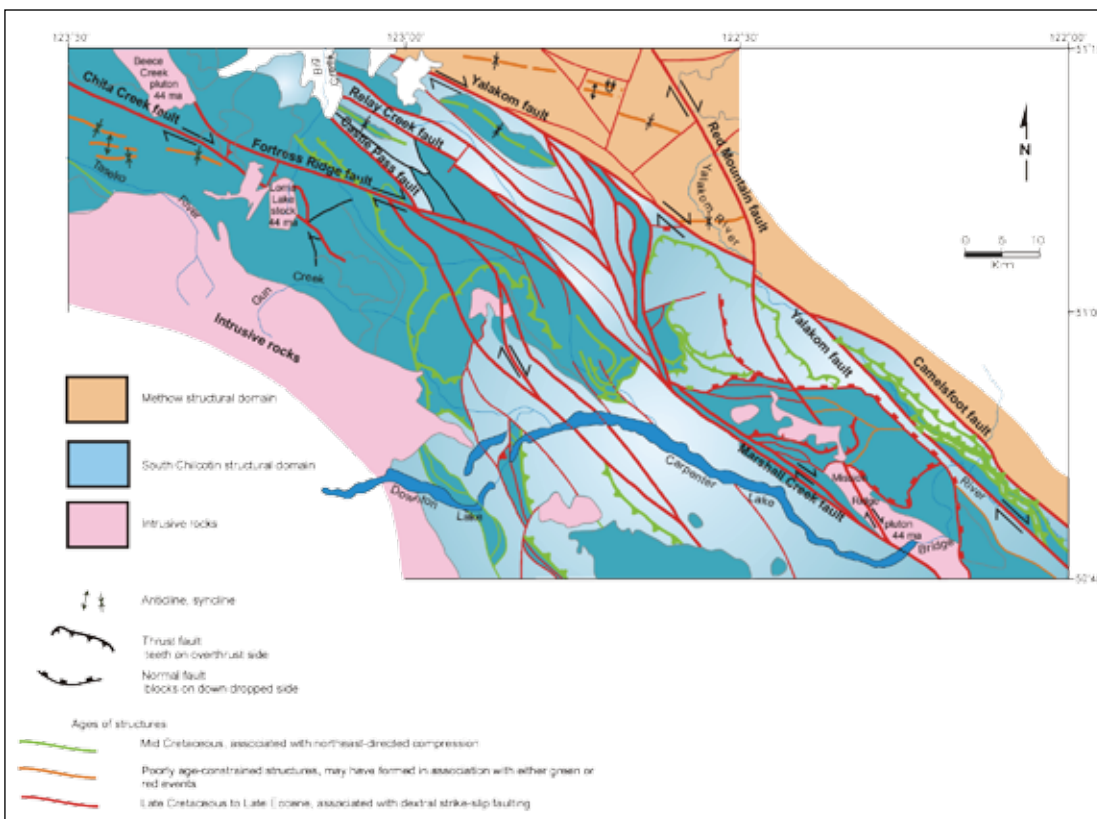 123°30'
123°00'
122°30'
122°00'
51°1
Big
Creek
Deece
Creek
pluton
44 ma
Chita Creek fault
Relay Creek fault
Yalakom fault
Castle Pass fault
Fortress Ridge fault
Red Mountain fault
Yalakom
River
Taseko
River
Lorna
Lake
stock
44 ma
N
0 5 10
Km
Gun
Creek
51°0
Intrusive rocks
Yalakom fault
Camelsfoot fault
Marshall Creek fault
Mission
Ridge
pluton
44 ma
River
Bridge
Carpenter
Lake
Downton
Lake
50°4
Methow structural domain
South Chilcotin structural domain
Intrusive rocks
Anticline, syncline
Thrust fault
teeth on overthrust side
Normal fault
blocks on down dropped side
Ages of structures
Mid Cretaceous, associated with northeast-directed compression
Poorly age-constrained structures, may have formed in association with either green or
red events
Late Cretaceous to Late Eocene, associated with dextral strike-slip faulting